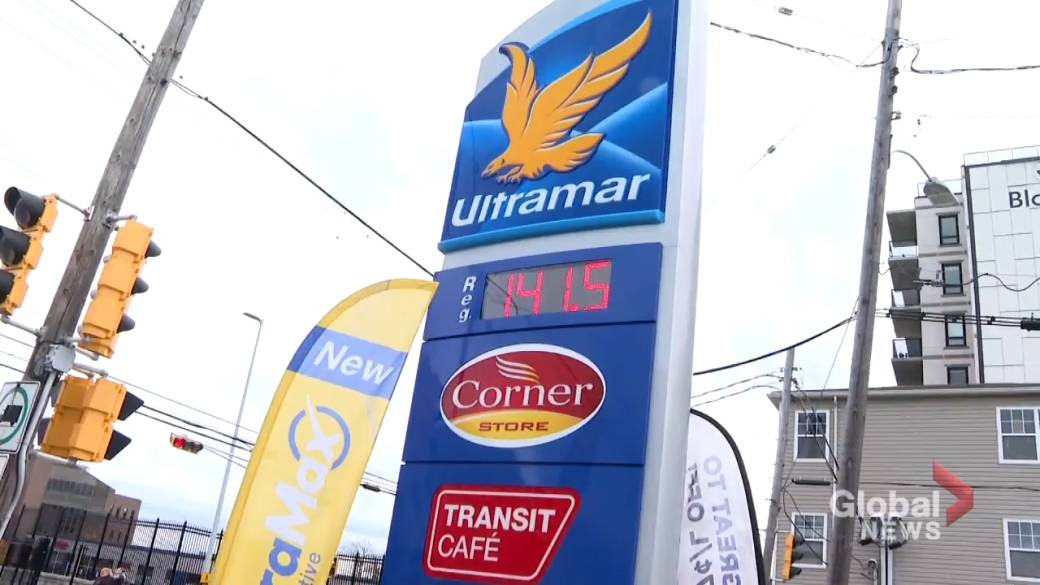 Ultramar
Reg.
141.5
Corner
STORE
TRANSIT
CAFÉ
New
Global
NEWS